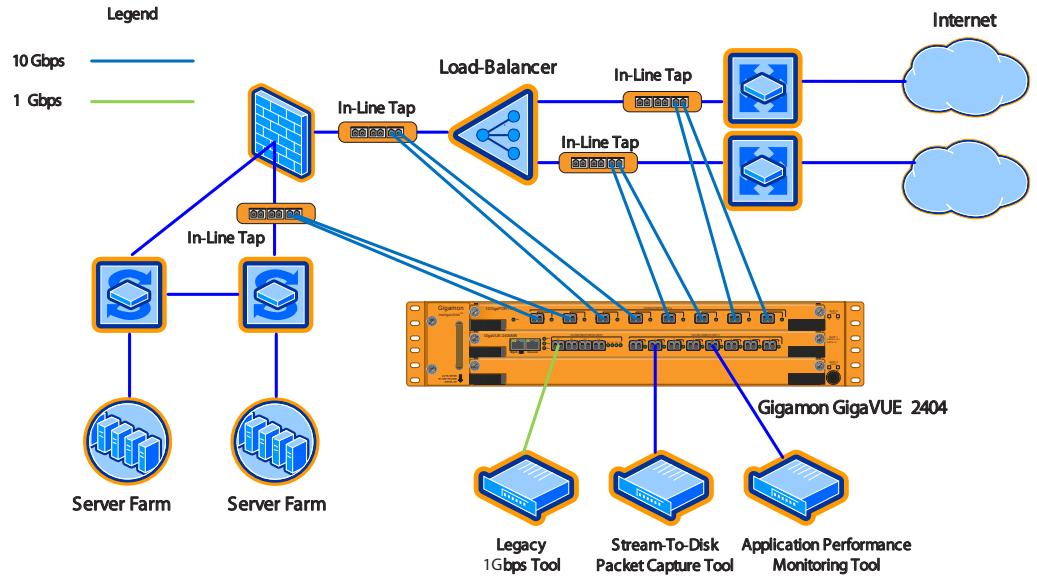 Legend
10 Gbps
1 Gbps
Internet
Load-Balancer
In-Line Tap
In-Line Tap
In-Line Tap
In-Line Tap
Gigamon
Gigamon GigaVUE 2404
Server Farm
Server Farm
Legacy
1Gbps Tool
Stream-To-Disk
Packet Capture Tool
Application Performance
Monitoring Tool